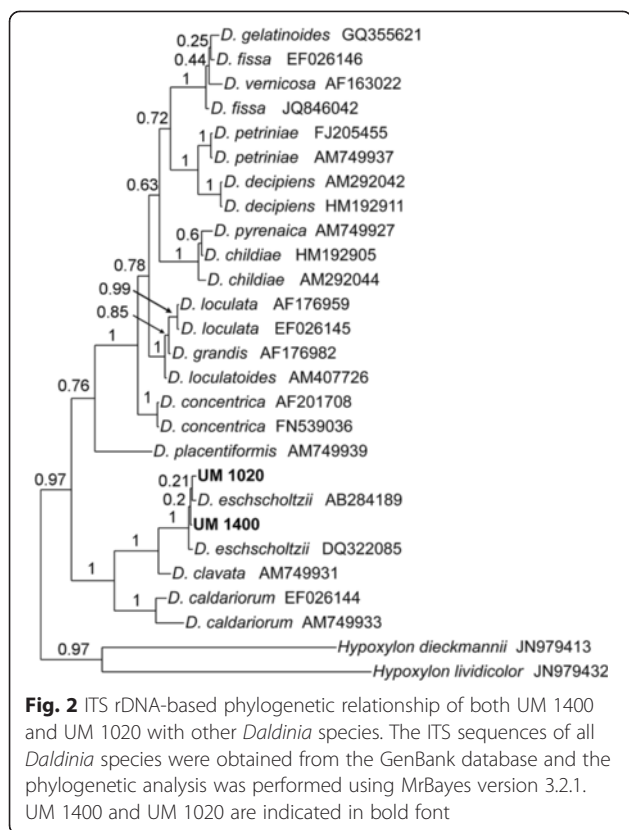 0.25
D. gelatinoides GQ355621
0.44
D. fissa EF026146
1
D. vernicosa AF163022
D. fissa JQ846042
0.72
1
D. petriniae FJ205455
D. petriniae AM749937
1
1
D. decipiens AM292042
D. decipiens HM192911
0.63
0.6
D. pyrenaica AM749927
D. childiae HM192905
1
D. childiae AM292044
0.78
0.99
D. loculata AF176959
0.85
D. loculata EF026145
D. grandis AF176982
1
D. loculatoides AM407726
1
1
D. concentrica AF201708
D. concentrica FN539036
0.76
D. placentiformis AM749939
0.97
0.21
UM 1020
0.2
D. eschscholtzii AB284189
1
UM 1400
D. eschscholtzii DQ322085
1
D. clavata AM749931
1
1
D. caldariorum EF026144
D. caldariorum AM749933
0.97
Hypoxylon dieckmannii JN979413
Hypoxylon lividicolor JN979432
Fig. 2 ITS rDNA-based phylogenetic relationship of both UM 1400
and UM 1020 with other Daldinia species. The ITS sequences of all
Daldinia species were obtained from the GenBank database and the
phylogenetic analysis was performed using MrBayes version 3.2.1.
UM 1400 and UM 1020 are indicated in bold font